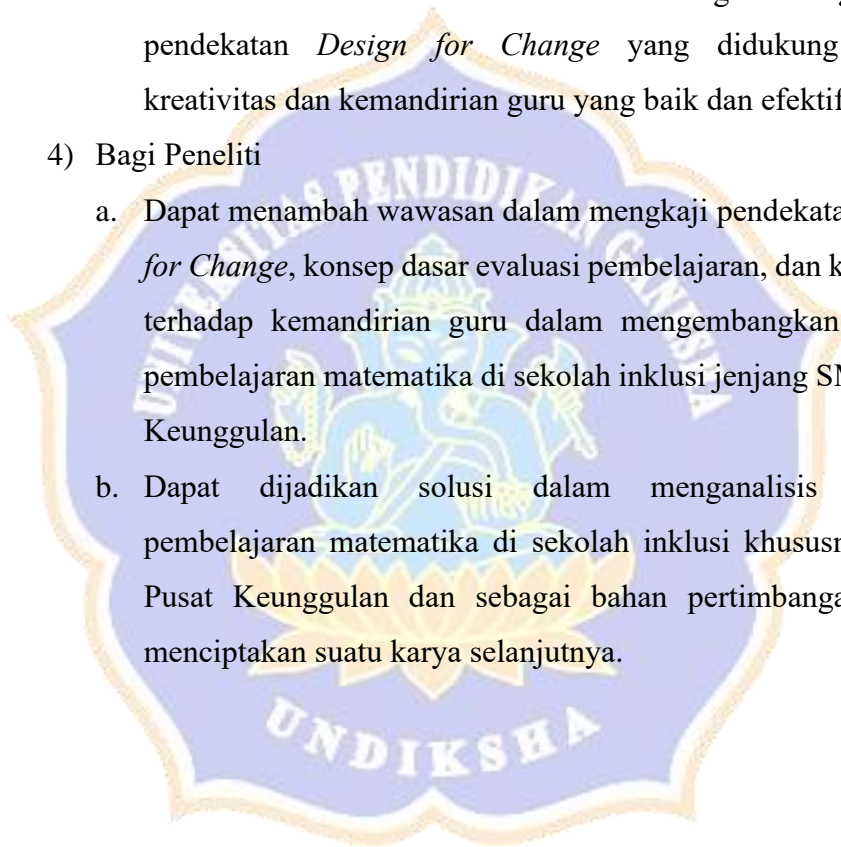 pendekatan Design for Change yang didukung
kreativitas dan kemandirian guru yang baik dan efektif
4) Bagi Peneliti
a. Dapat menambah wawasan dalam mengkaji
for Change, konsep dasar evaluasi pembelajaran, dan
terhadap kemandirian guru dalam mengembangkan
pembelajaran matematika di sekolah inklusi jenjang
Keunggulan.
b. Dapat dijadikan solusi dalam menganalisis
pembelajaran matematika di sekolah inklusi
Pusat Keunggulan dan sebagai bahan
menciptakan suatu karya selanjutnya.
UNIVERSITAS PENDIDIKAN GANESHA
UNDIKSHA